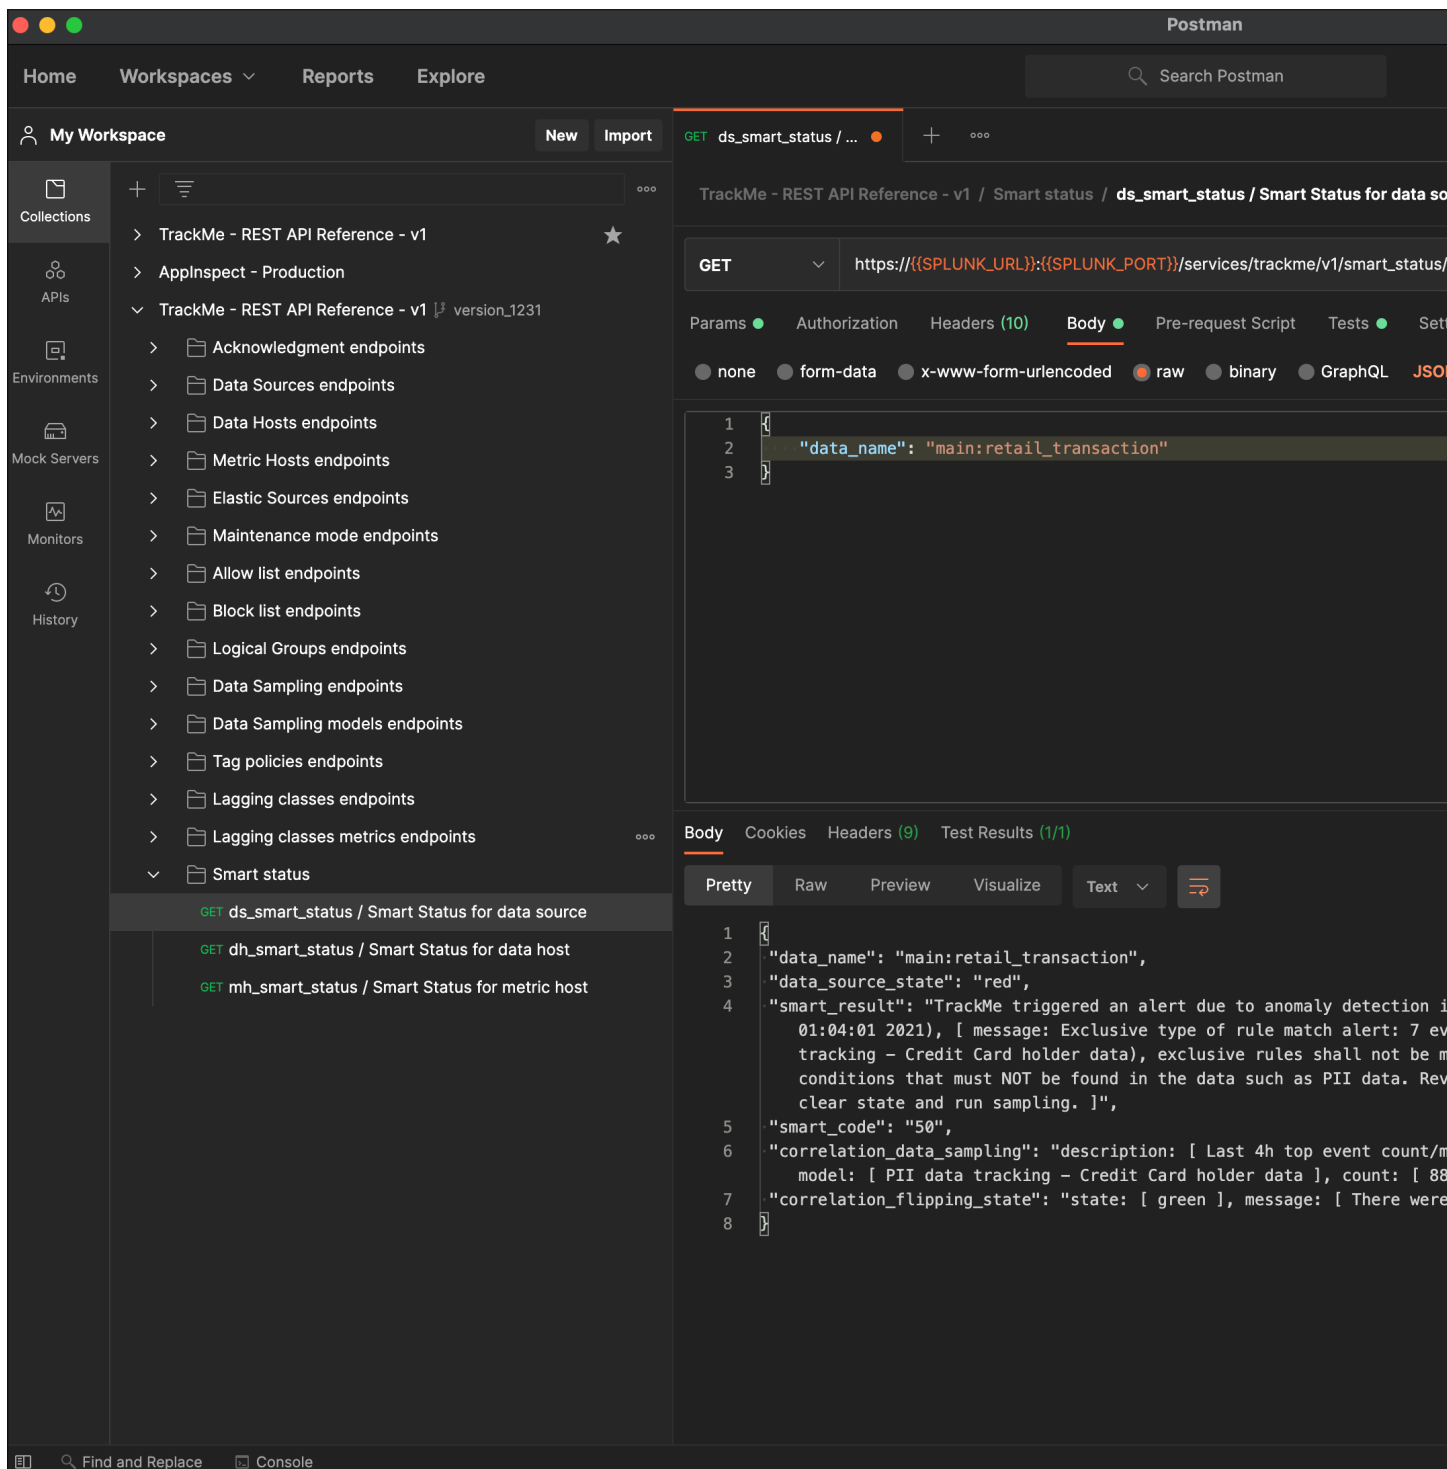 Postman
Home Workspaces Reports Explore Search Postman
My Workspace New Import
GET ds_smart_status / ...
Collections
APIs
Environments
Mock Servers
Monitors
History
TrackMe - REST API Reference - v1
AppInspect - Production
TrackMe - REST API Reference - v1 version_1231
Acknowledgment endpoints
Data Sources endpoints
Data Hosts endpoints
Metric Hosts endpoints
Elastic Sources endpoints
Maintenance mode endpoints
Allow list endpoints
Block list endpoints
Logical Groups endpoints
Data Sampling endpoints
Data Sampling models endpoints
Tag policies endpoints
Lagging classes endpoints
Lagging classes metrics endpoints
Smart status
GET ds_smart_status / Smart Status for data source
GET dh_smart_status / Smart Status for data host
GET mh_smart_status / Smart Status for metric host
TrackMe - REST API Reference - v1 / Smart status / ds_smart_status / Smart Status for data so
GET https://{{SPLUNK_URL}}:{{SPLUNK_PORT}}/services/trackme/v1/smart_status/
Params Authorization Headers (10) Body Pre-request Script Tests Sett
none form-data x-www-form-urlencoded raw binary GraphQL JSON
1 {
2 "data_name": "main:retail_transaction"
3 }
Body Cookies Headers (9) Test Results (1/1)
Pretty Raw Preview Visualize Text
1 {
2 "data_name": "main:retail_transaction",
3 "data_source_state": "red",
4 "smart_result": "TrackMe triggered an alert due to anomaly detection i
01:04:01 2021), [ message: Exclusive type of rule match alert: 7 ev
tracking – Credit Card holder data), exclusive rules shall not be m
conditions that must NOT be found in the data such as PII data. Rev
clear state and run sampling. ]",
5 "smart_code": "50",
6 "correlation_data_sampling": "description: [ Last 4h top event count/m
model: [ PII data tracking – Credit Card holder data ], count: [ 88
7 "correlation_flipping_state": "state: [ green ], message: [ There were
8 }
Find and Replace Console